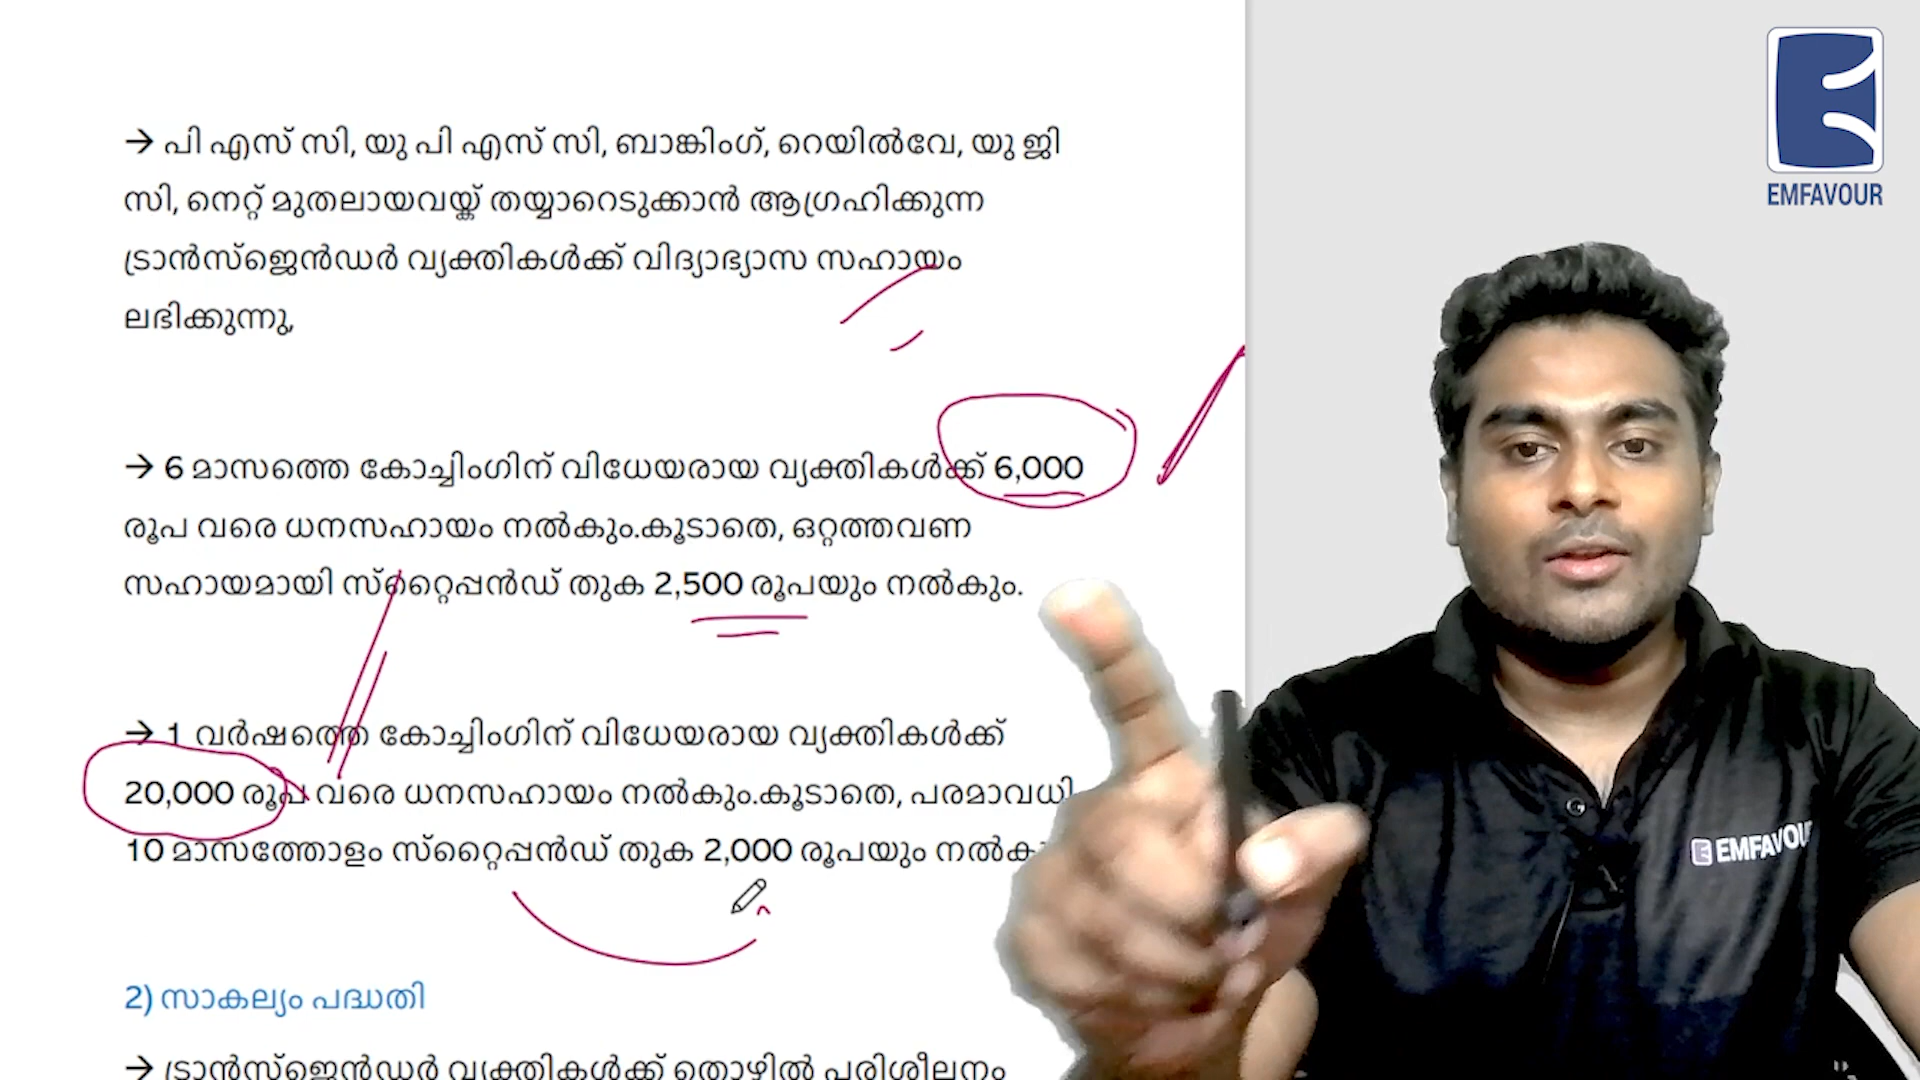 → പി എസ് സി, യു പി എസ് സി, ബാങ്കിംഗ്, റെയിൽവേ, യു ജി
സി, നെറ്റ് മുതലായവയ്ക്ക് തയ്യാറെടുക്കാൻ ആഗ്രഹിക്കുന്ന
ട്രാൻസ്ജെൻഡർ വ്യക്തികൾക്ക് വിദ്യാഭ്യാസ സഹായം
ലഭിക്കുന്നു,
→ 6 മാസത്തെ കോച്ചിംഗിന് വിധേയരായ വ്യക്തികൾക്ക് 6,000
രൂപ വരെ ധനസഹായം നൽകും.കൂടാതെ, ഒറ്റത്തവണ
സഹായമായി സ്റ്റൈപ്പൻഡ് തുക 2,500 രൂപയും നൽകും.
→ 1 വർഷത്തെ കോച്ചിംഗിന് വിധേയരായ വ്യക്തികൾക്ക്
20,000 രൂപ വരെ ധനസഹായം നൽകും.കൂടാതെ, പരമാവധി
10 മാസത്തോളം സ്റ്റൈപ്പൻഡ് തുക 2,000 രൂപയും
2) സാകല്യം പദ്ധതി
→ ട്രാൻസ്ജെൻഡർ വ്യക്തികൾക്ക് തൊഴിൽ പരിശീലനം
EMFAVOUR
EMFAVOUR